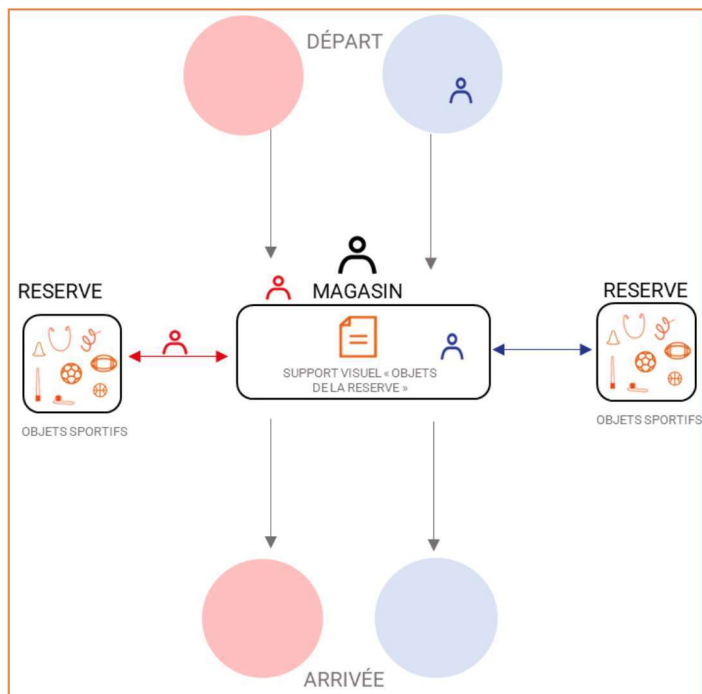 DÉPART
RESERVE
MAGASIN
RESERVE
SUPPORT VISUEL « OBJETS
DE LA RESERVE »
OBJETS SPORTIFS
OBJETS SPORTIFS
ARRIVÉE